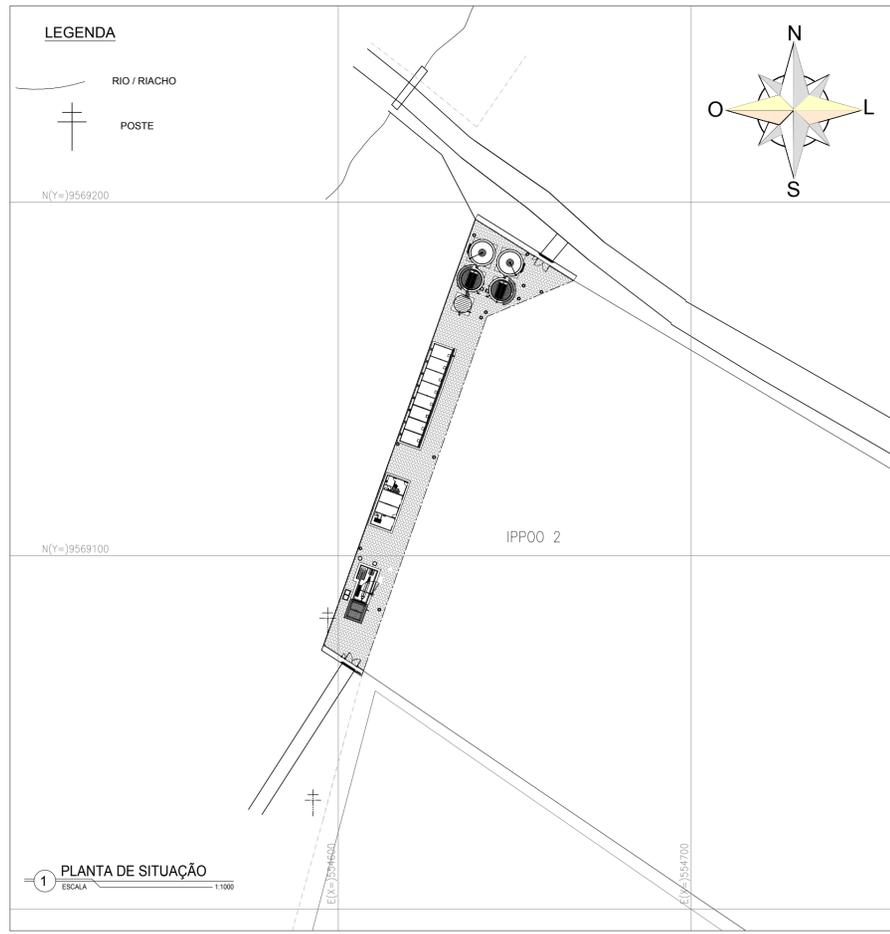 LEGENDA
RIO / RIACHO
POSTE
N
O
L
S
N(Y=)9569200
N(Y=)9569100
IPPOO 2
E(X=)554600
E(X=)554700
1
PLANTA DE SITUAÇÃO
ESCALA 1:1000